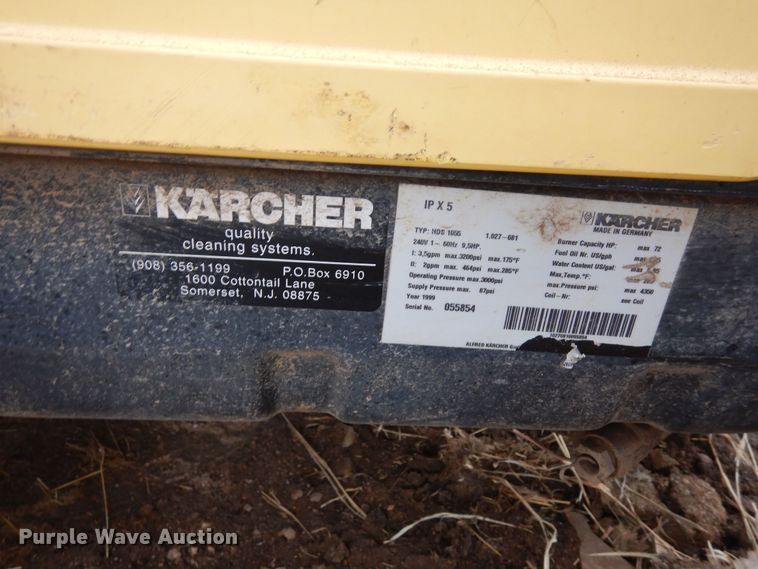 KÄRCHER
quality
cleaning systems.
(908) 356-1199 P.O.Box 6910
1600 Cottontail Lane
Somerset, N.J. 08875
IP X 5
KÄRCHER
MADE IN GERMANY
TYP: HDS 1055 1.027-681
240V 1~ 60Hz 9,5HP.
I: 3,5gpm max.3200psi max.175°F
II: 2gpm max. 464psi max.285°F
Operating Pressure max.3000psi
Supply Pressure max. 87psi
Year 1999
Serial No. 055854
Burner Capacity HP: max 72
Fuel Oil Nr. US/gph
Water Content US/gal:
Max,Temp.°F:
max.Pressure psi: max 4350
Coil-Nr: see Coil
10276810055854
ALFRED KÄRCHER
Purple Wave Auction®